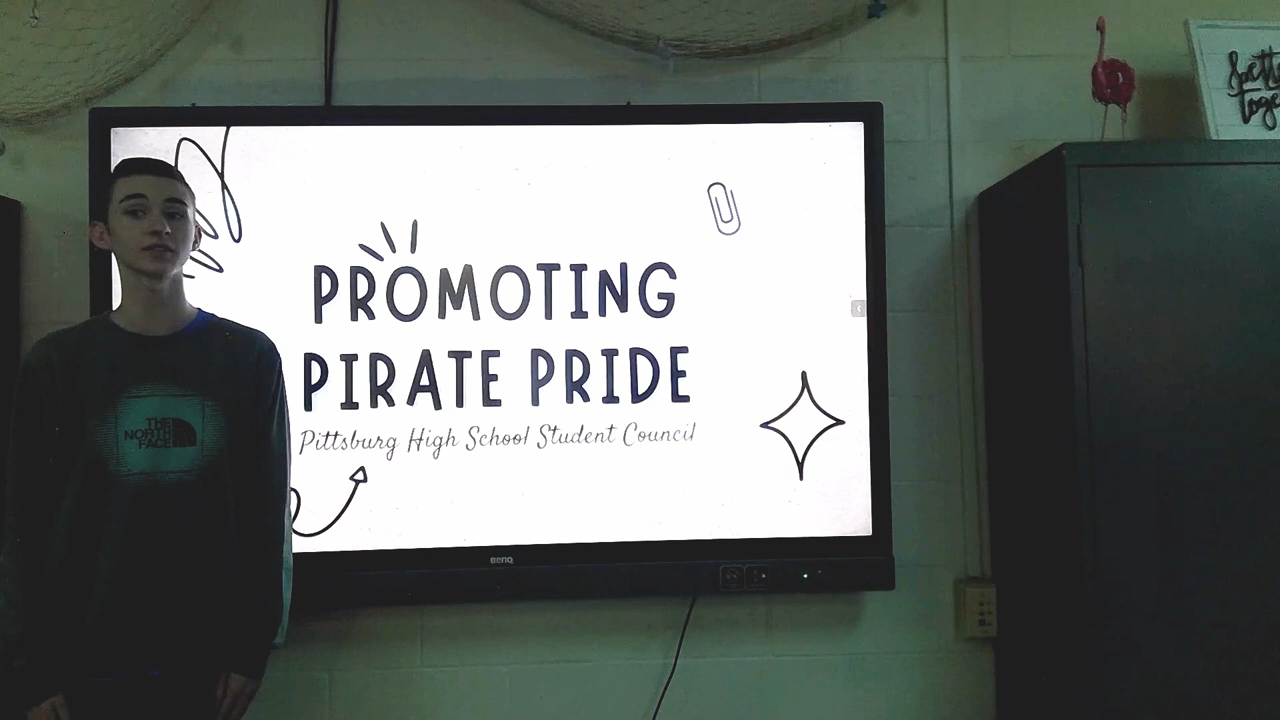 PROMOTING
PIRATE PRIDE
Pittsburg High School Student Council
THE
NORTH
FACE
BenQ